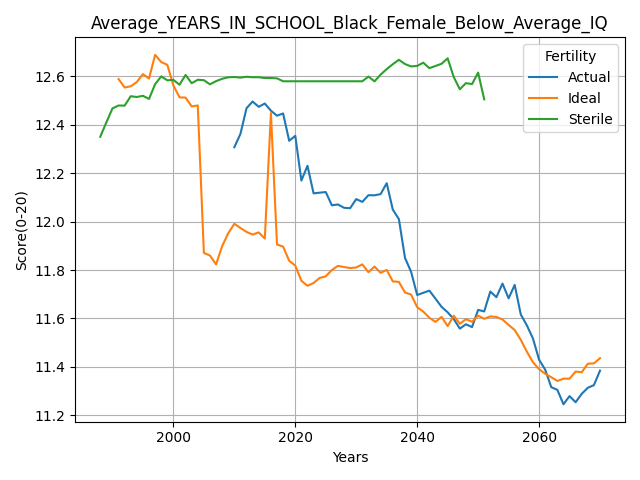 Average_YEARS_IN_SCHOOL_Black_Female_Below_Average_IQ
Fertility
Actual
Ideal
Sterile
12.6
12.4
12.2
12.0
11.8
11.6
11.4
11.2
Score(0-20)
2000 2020 2040 2060
Years